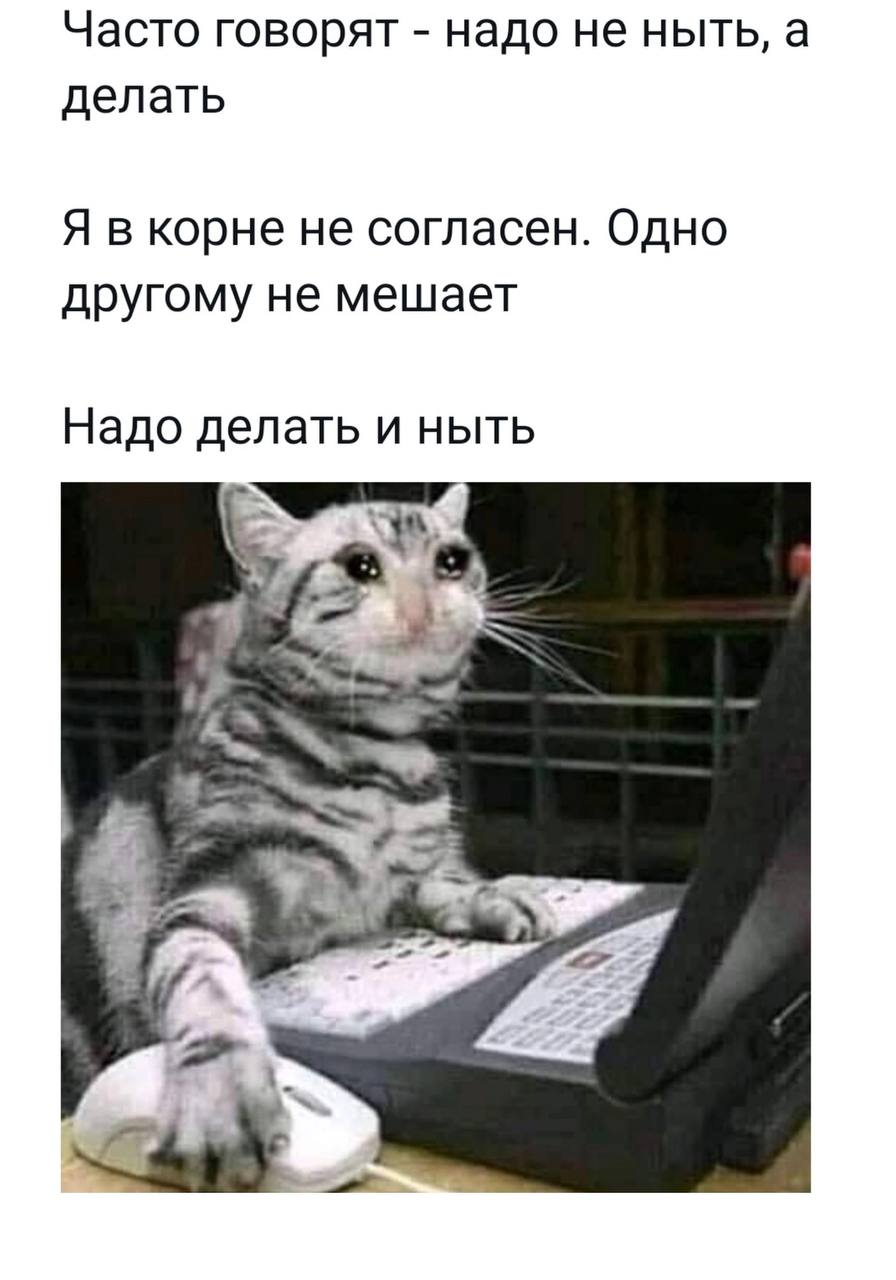 Часто говорят - надо не ныть, а
делать
Я в корне не согласен. Одно
другому не мешает
Надо делать и ныть